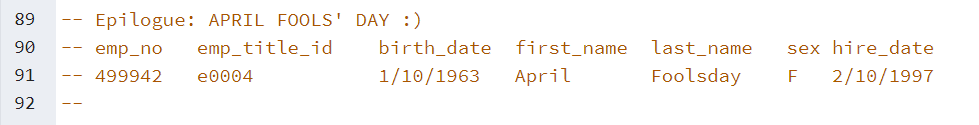 89 -- Epilogue: APRIL FOOLS' DAY :)
90 -- emp_no emp_title_id birth_date first_name last_name sex hire_date
91 -- 499942 e0004 1/10/1963 April Foolsday F 2/10/1997
92 --